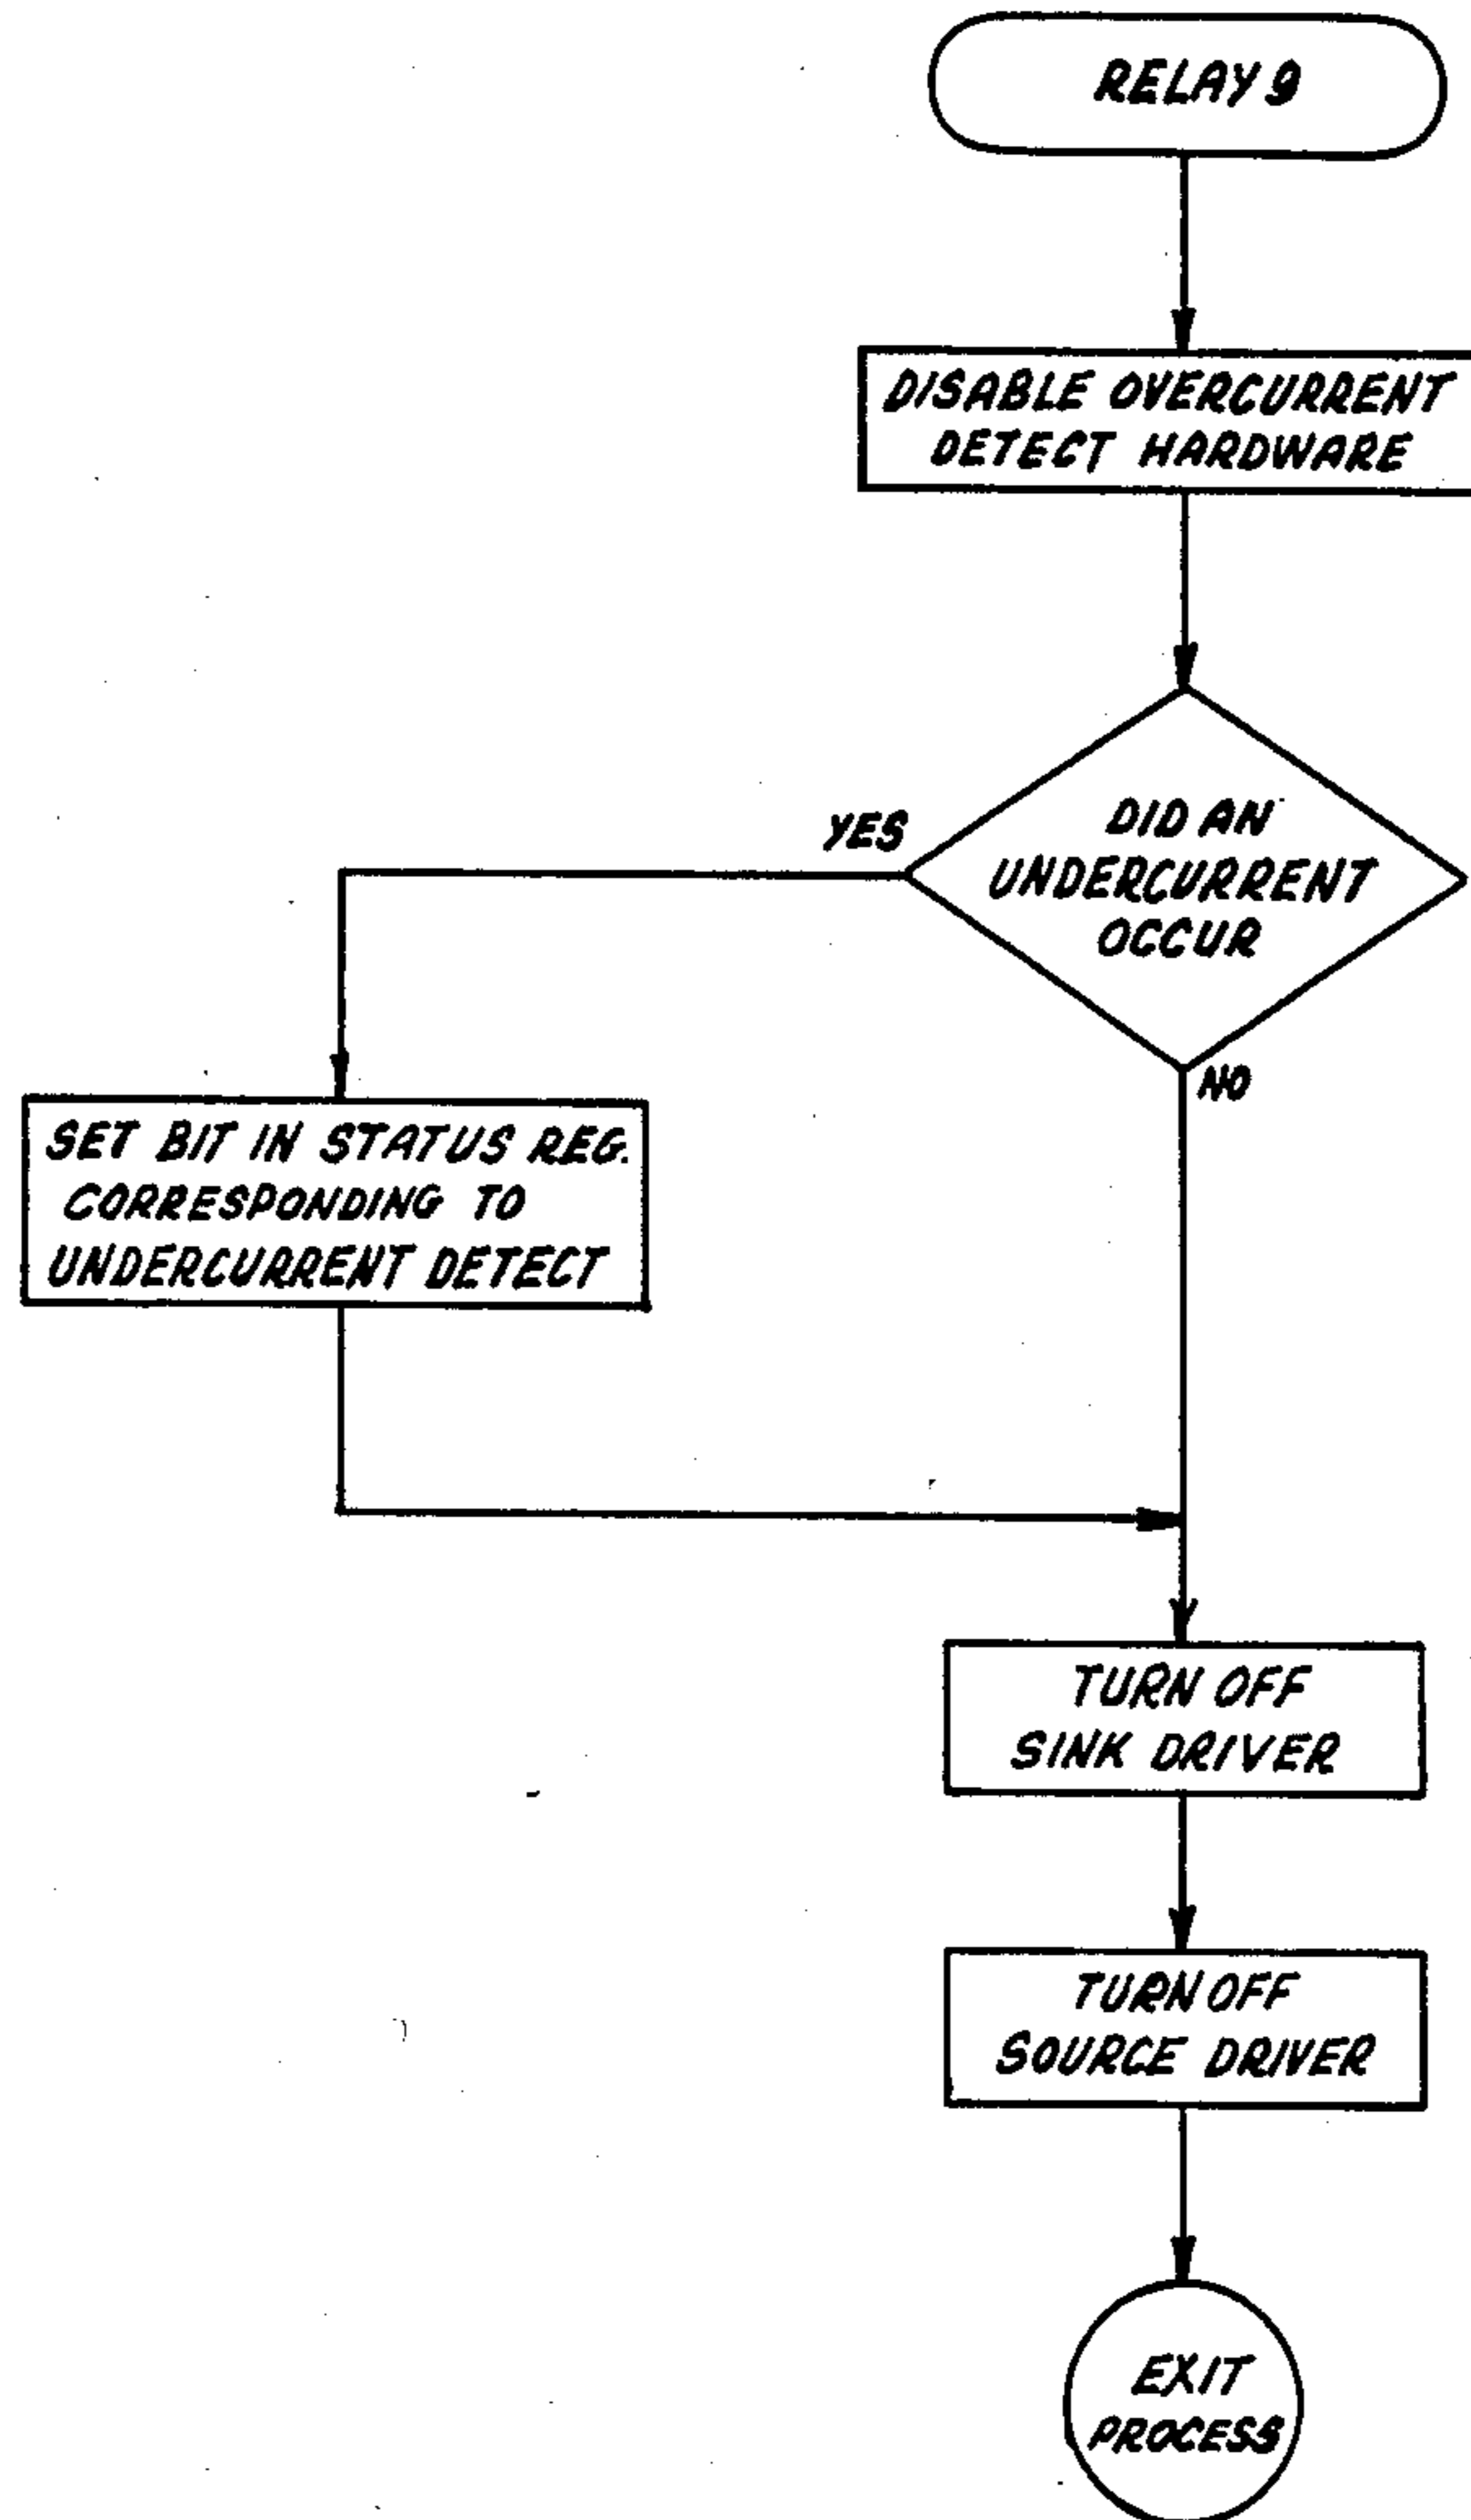 RELAY 9
DISABLE OVERCURRENT
DETECT HARDWARE
DID AN
UNDERCURRENT
OCCUR
YES
NO
SET BIT IN STATUS REG.
CORRESPONDING TO
UNDERCURRENT DETECT
TURN OFF
SINK DRIVER
TURN OFF
SOURCE DRIVER
EXIT
PROCESS